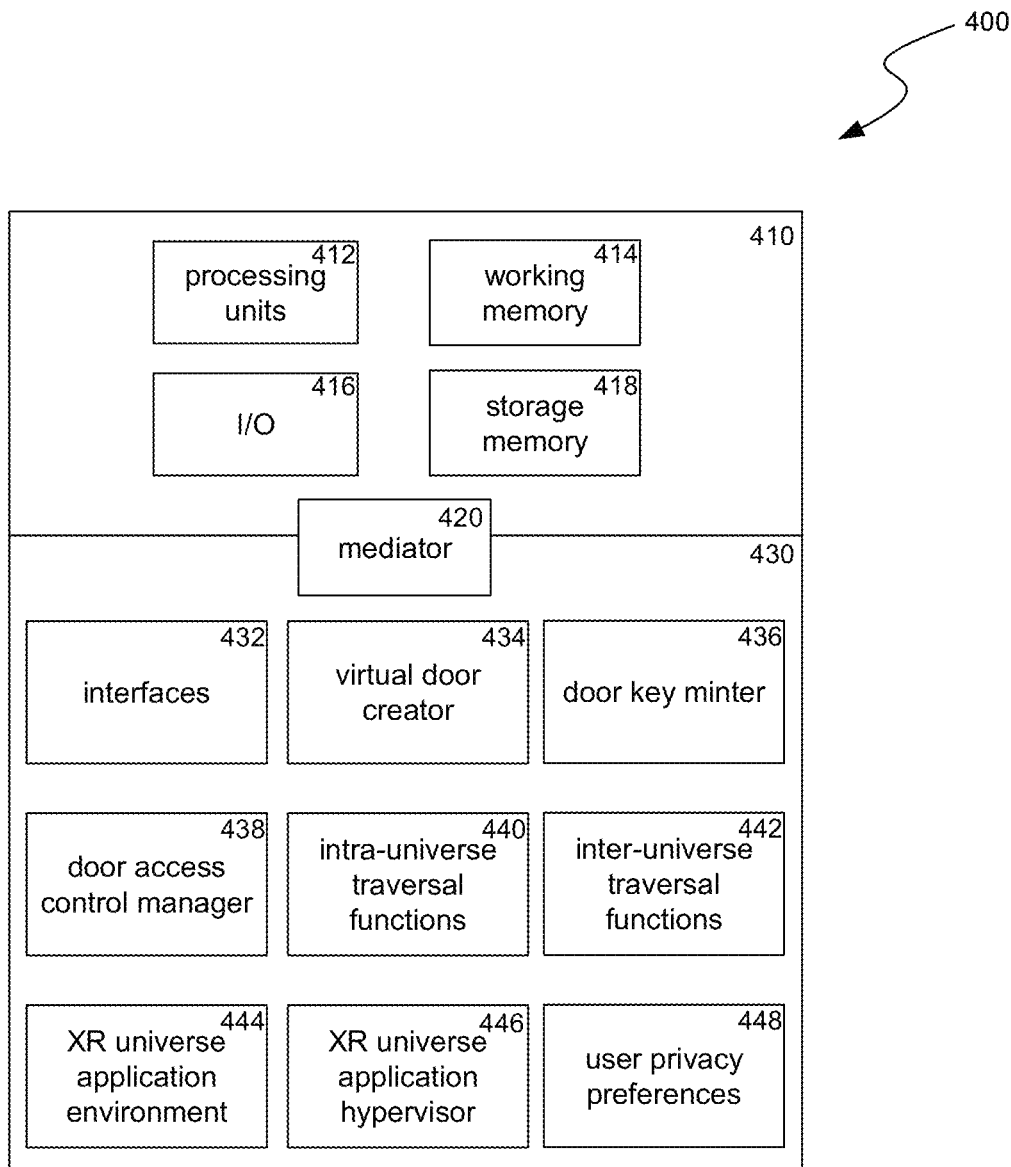 400
410
412
processing
units
414
working
memory
416
I/O
418
storage
memory
420
mediator
430
432
interfaces
434
virtual door
creator
436
door key minter
438
door access
control manager
440
intra-universe
traversal
functions
442
inter-universe
traversal
functions
444
XR universe
application
environment
446
XR universe
application
hypervisor
448
user privacy
preferences